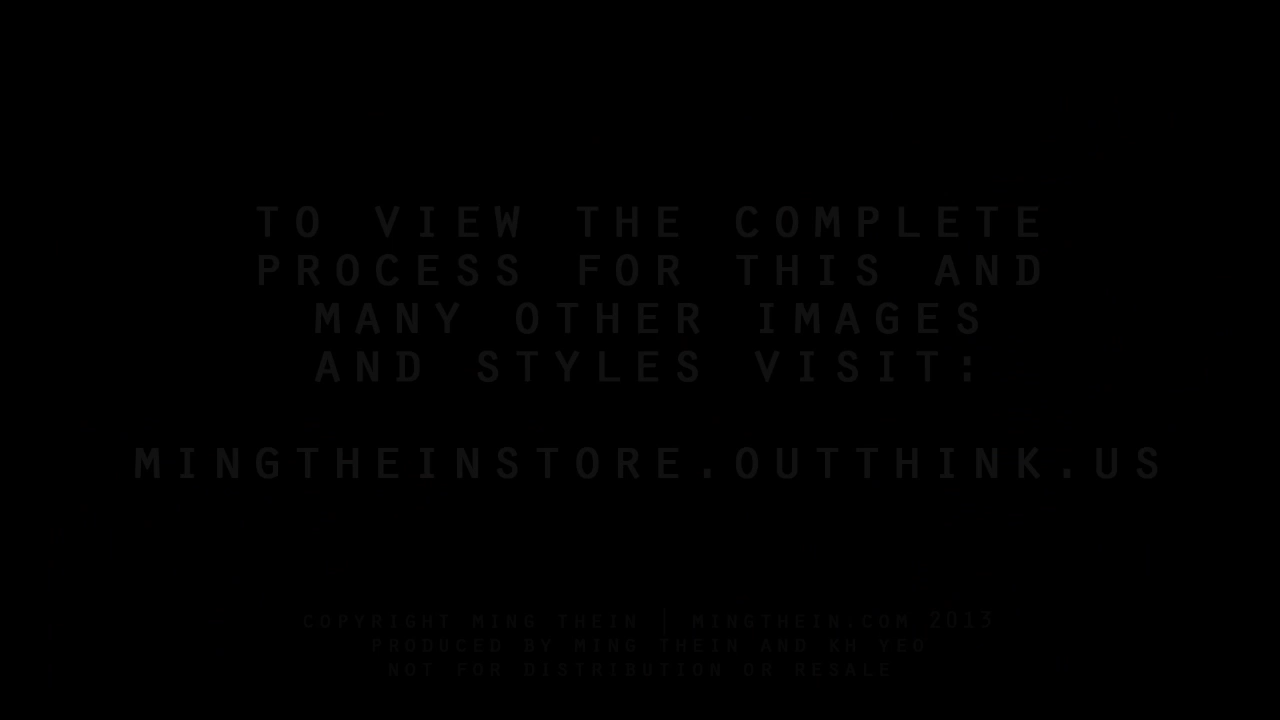 TO VIEW THE COMPLETE
PROCESS FOR THIS AND
MANY OTHER IMAGES
AND STYLES VISIT:
MINGTHEINSTORE.OUTTHINK.US
COPYRIGHT MING THEIN | MINGTHEIN.COM 2013
PRODUCED BY MING THEIN AND KH YEO
NOT FOR DISTRIBUTION OR RESALE